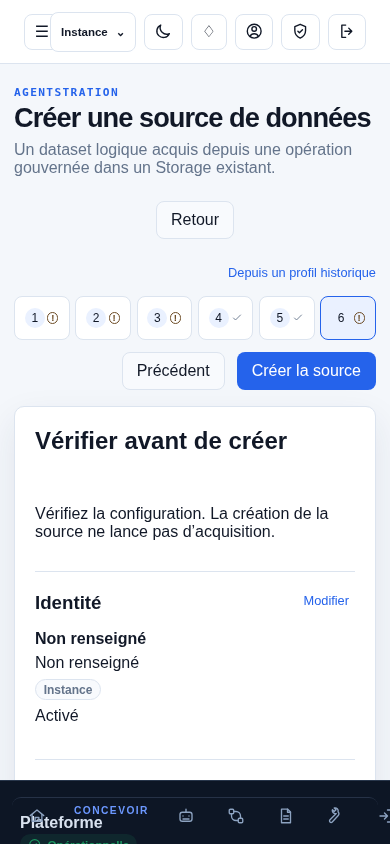 Instance
AGENTSTRATION
Créer une source de données
Un dataset logique acquis depuis une opération
gouvernée dans un Storage existant.
Retour
Depuis un profil historique
1 2 3 4 5 6
Précédent Créer la source
Vérifier avant de créer
Vérifiez la configuration. La création de la
source ne lance pas d’acquisition.
Identité Modifier
Non renseigné
Non renseigné
Instance
Activé
CONCEVOIR
Plateforme
Opérationnelle